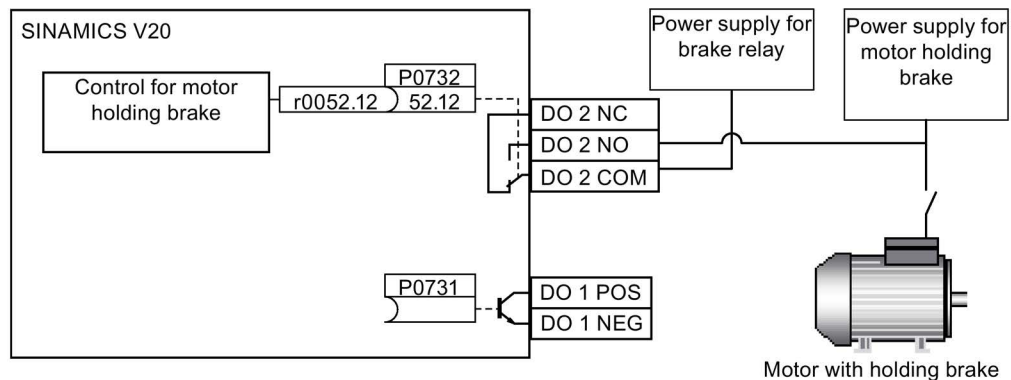 SINAMICS V20
Control for motor
holding brake
r0052.12
P0732
52.12
DO 2 NC
DO 2 NO
DO 2 COM
Power supply for
brake relay
Power supply for
motor holding
brake
P0731
DO 1 POS
DO 1 NEG
Motor with holding brake